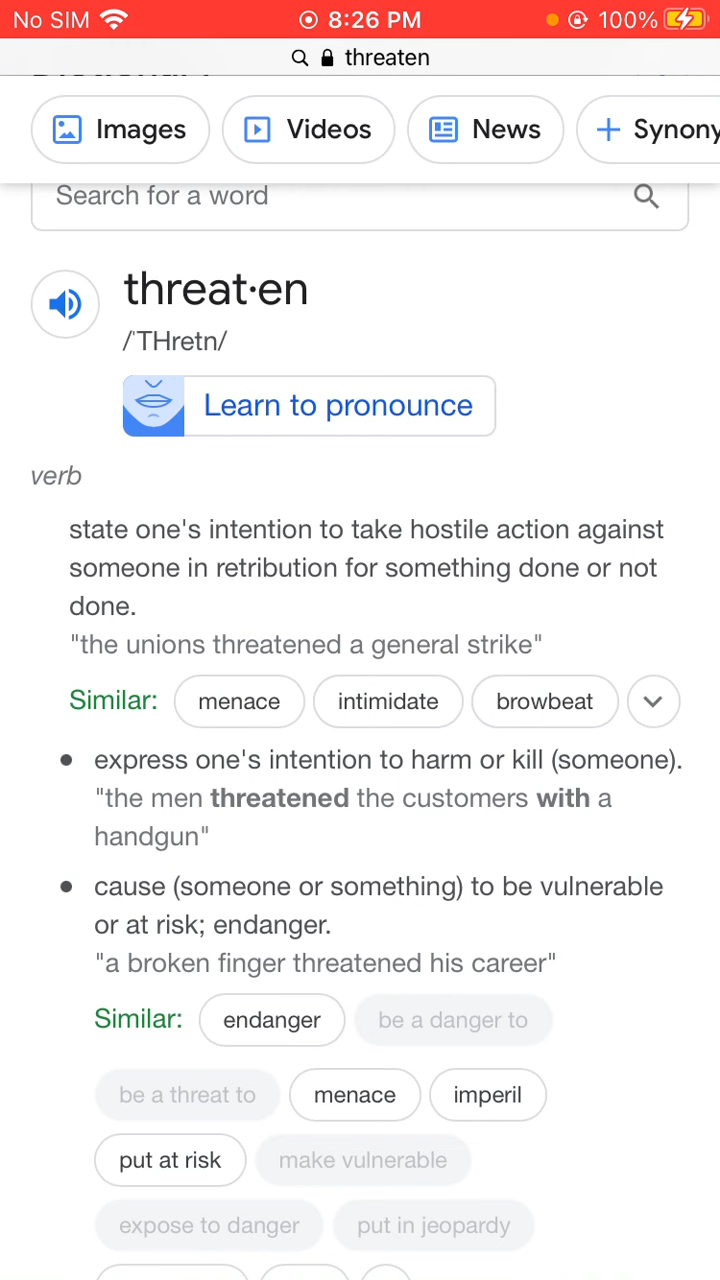 No SIM 8:26 PM 100%
threaten
Images Videos News Synony
Search for a word
threat·en
/ˈTHretn/
Learn to pronounce
verb
state one's intention to take hostile action against
someone in retribution for something done or not
done.
"the unions threatened a general strike"
Similar: menace intimidate browbeat
• express one's intention to harm or kill (someone).
"the men threatened the customers with a
handgun"
• cause (someone or something) to be vulnerable
or at risk; endanger.
"a broken finger threatened his career"
Similar: endanger be a danger to
be a threat to menace imperil
put at risk make vulnerable
expose to danger put in jeopardy